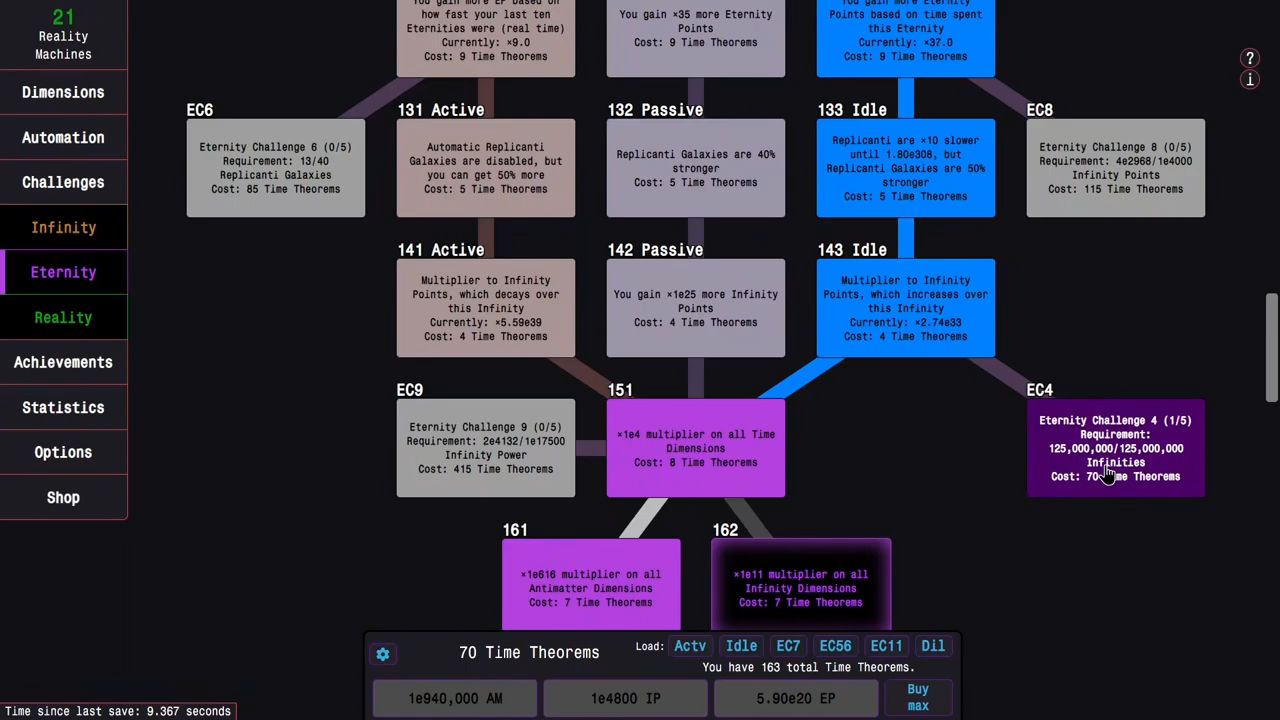 21
Reality
Machines
Dimensions
Automation
Challenges
Infinity
Eternity
Reality
Achievements
Statistics
Options
Shop
You gain more EP based on
how fast your last ten
Eternities were (real time)
Currently: ×9.0
Cost: 9 Time Theorems
You gain ×35 more Eternity
Points
Cost: 9 Time Theorems
You gain more Eternity
Points based on time spent
this Eternity
Currently: ×37.0
Cost: 9 Time Theorems
?
i
EC6
Eternity Challenge 6 (0/5)
Requirement: 13/40
Replicanti Galaxies
Cost: 85 Time Theorems
131 Active
Automatic Replicanti
Galaxies are disabled, but
you can get 50% more
Cost: 5 Time Theorems
132 Passive
Replicanti Galaxies are 40%
stronger
Cost: 5 Time Theorems
133 Idle
Replicanti are ×10 slower
until 1.80e308, but
Replicanti Galaxies are 50%
stronger
Cost: 5 Time Theorems
EC8
Eternity Challenge 8 (0/5)
Requirement: 4e2968/1e4000
Infinity Points
Cost: 115 Time Theorems
141 Active
Multiplier to Infinity
Points, which decays over
this Infinity
Currently: ×5.59e39
Cost: 4 Time Theorems
142 Passive
You gain ×1e25 more Infinity
Points
Cost: 4 Time Theorems
143 Idle
Multiplier to Infinity
Points, which increases over
this Infinity
Currently: ×2.74e33
Cost: 4 Time Theorems
EC9
Eternity Challenge 9 (0/5)
Requirement: 2e4132/1e17500
Infinity Power
Cost: 415 Time Theorems
151
×1e4 multiplier on all Time
Dimensions
Cost: 8 Time Theorems
EC4
Eternity Challenge 4 (1/5)
Requirement:
125,000,000/125,000,000
Infinities
Cost: 70 Time Theorems
161
×1e616 multiplier on all
Antimatter Dimensions
Cost: 7 Time Theorems
162
×1e11 multiplier on all
Infinity Dimensions
Cost: 7 Time Theorems
70 Time Theorems
Load: Actv Idle EC7 EC56 EC11 Dil
You have 163 total Time Theorems.
1e940,000 AM
1e4800 IP
5.90e20 EP
Buy
max
Time since last save: 9.367 seconds